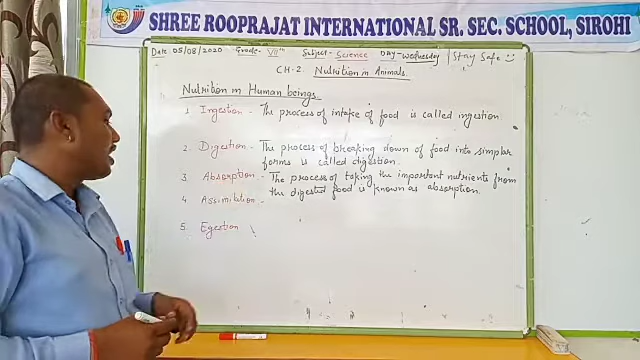 SHREE ROOPRAJAT INTERNATIONAL SR. SEC. SCHOOL, SIROHI
Date 05/08/2020 Grade- VIIth Subject- Science Day- Wednesday | Stay Safe
CH-2. Nutrition in Animals
Nutrition in Human beings
1. Ingestion - The process of intake of food is called ingestion
2. Digestion - The process of breaking down of food into simpler
forms is called digestion.
3. Absorption - The process of taking the important nutrients from
the digested food is known as absorption.
4. Assimilation -
5. Egestion